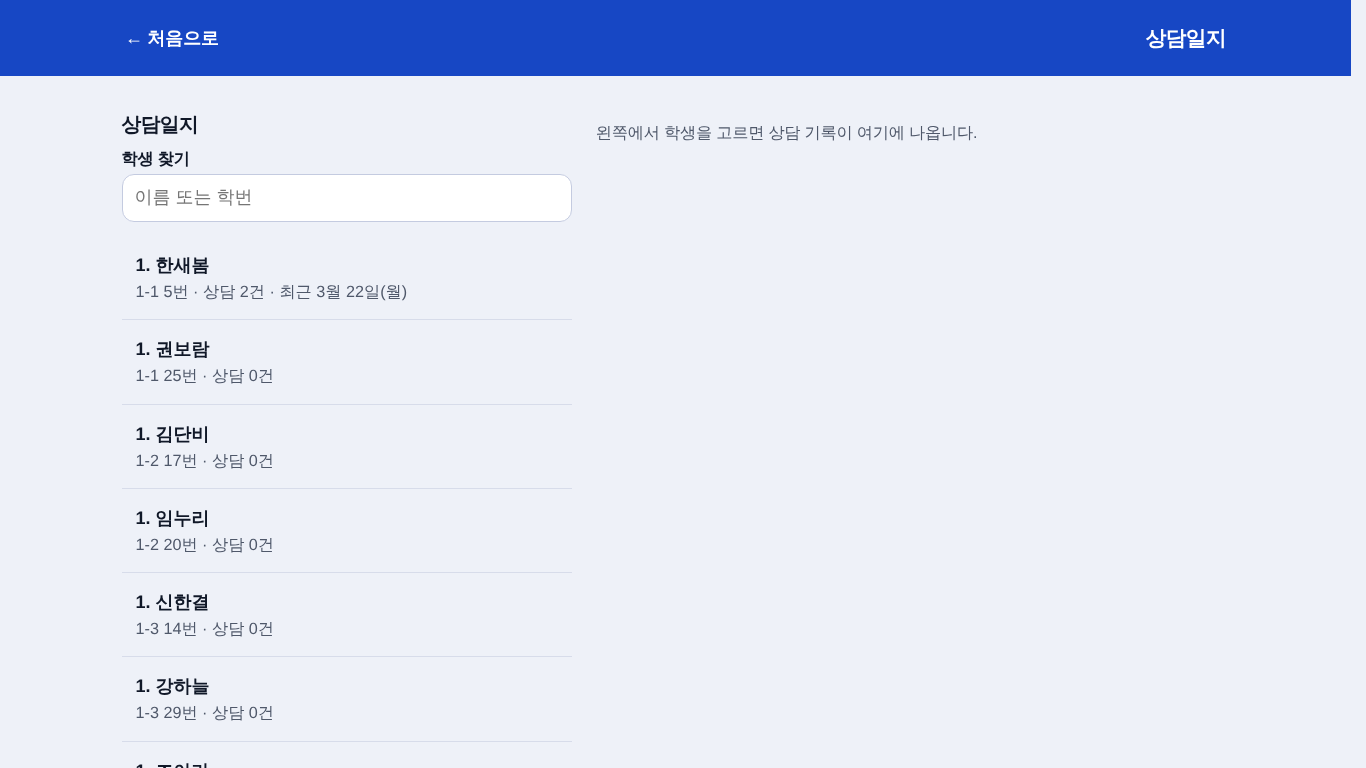 ← 처음으로
상담일지
상담일지
학생 찾기
이름 또는 학번
1. 한새봄
1-1 5번 · 상담 2건 · 최근 3월 22일(월)
1. 권보람
1-1 25번 · 상담 0건
1. 김단비
1-2 17번 · 상담 0건
1. 임누리
1-2 20번 · 상담 0건
1. 신한결
1-3 14번 · 상담 0건
1. 강하늘
1-3 29번 · 상담 0건
왼쪽에서 학생을 고르면 상담 기록이 여기에 나옵니다.